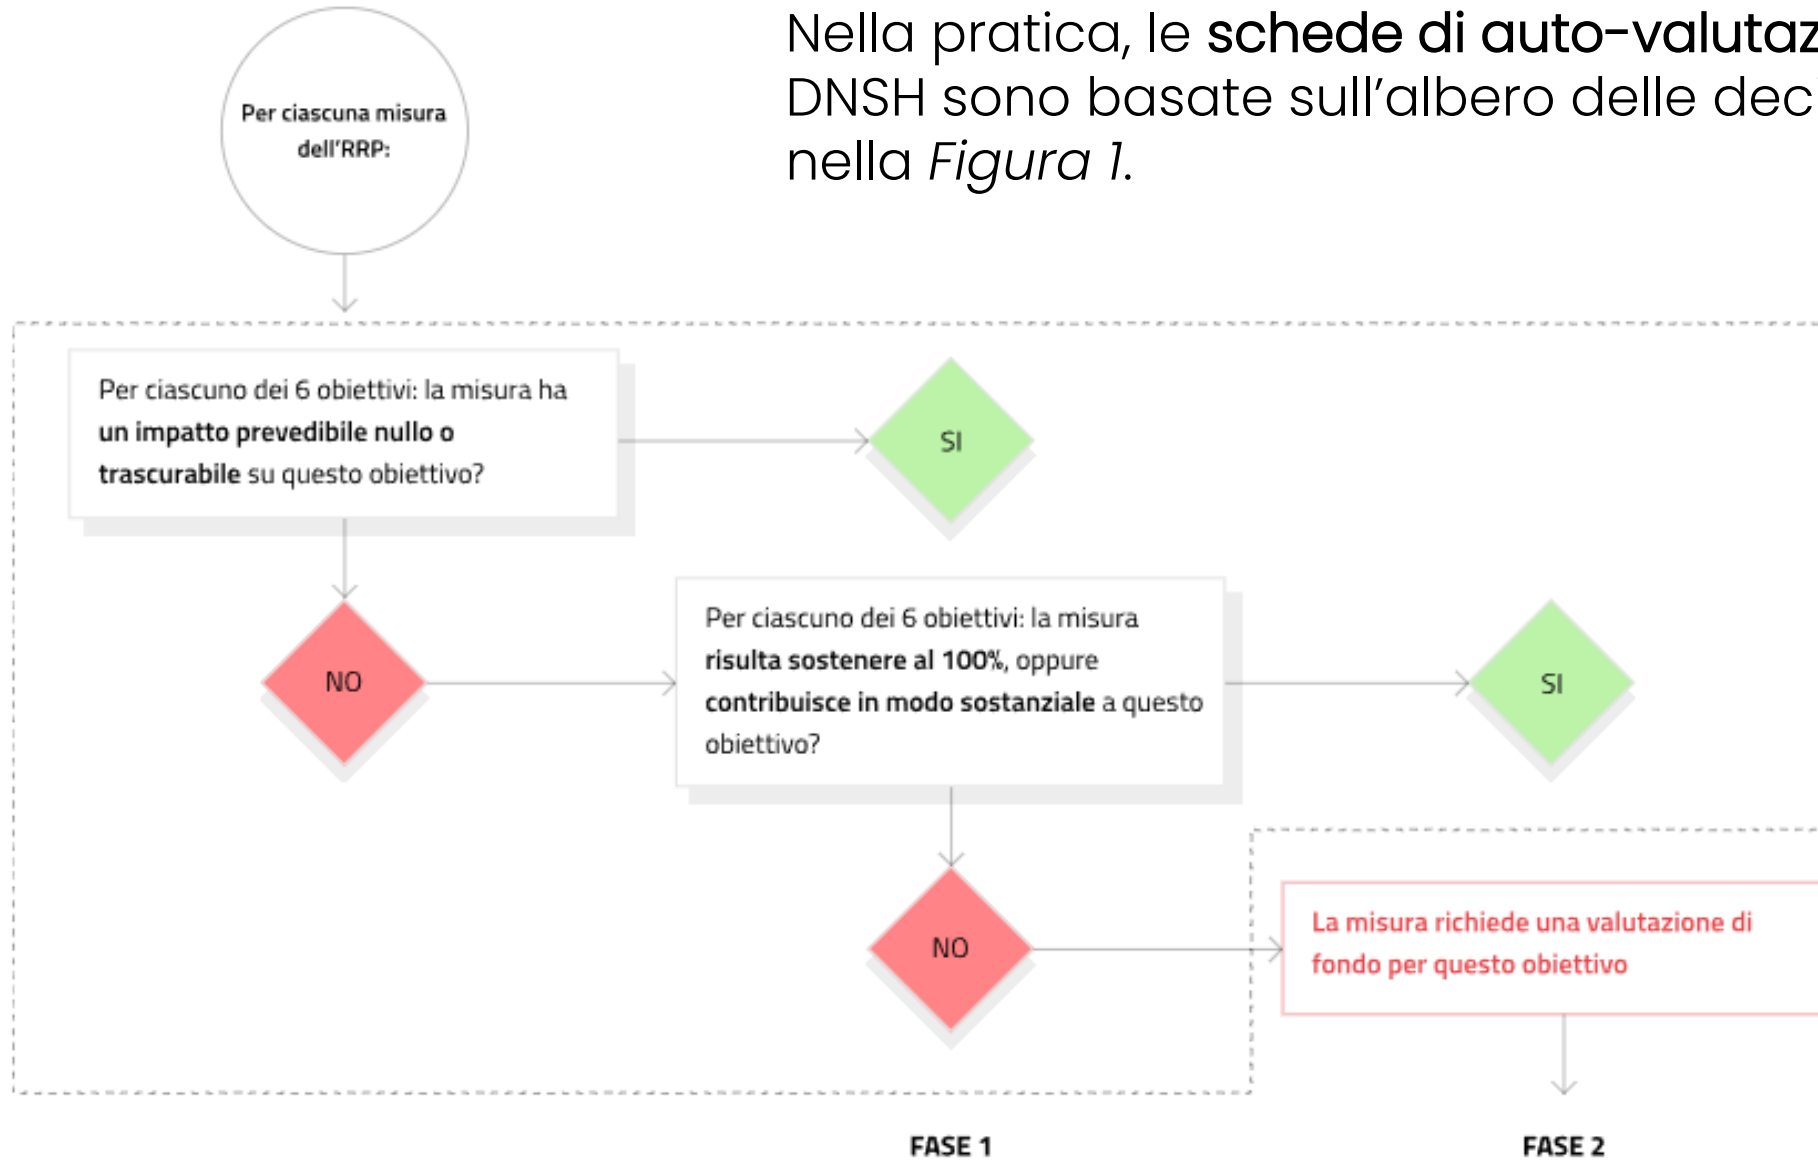 Nella pratica, le schede di auto-valutaz
DNSH sono basate sull'albero delle dec
nella Figura 1.
Per ciascuna misura
dell'RRP:
Per ciascuno dei 6 obiettivi: la misura ha
un impatto prevedibile nullo o
trascurabile su questo obiettivo?
SI
NO
Per ciascuno dei 6 obiettivi: la misura
risulta sostenere al 100%, oppure
contribuisce in modo sostanziale a questo
obiettivo?
SI
NO
La misura richiede una valutazione di
fondo per questo obiettivo
FASE 1
FASE 2